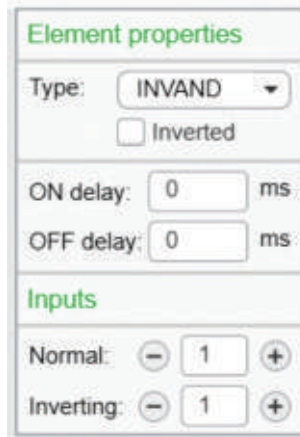 Element properties
Type: INVAND
Inverted
ON delay: 0 ms
OFF delay: 0 ms
Inputs
Normal: − 1 +
Inverting: − 1 +